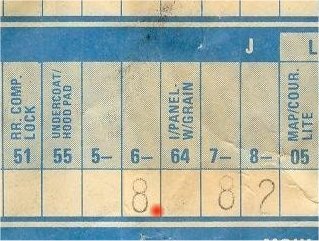 J L
RR. COMP. LOCK UNDERCOAT/ HOOD PAD I/PANEL- W/GRAIN MAP/COUR. LITE
51 55 5– 6– 64 7– 8– 05
8 8 2